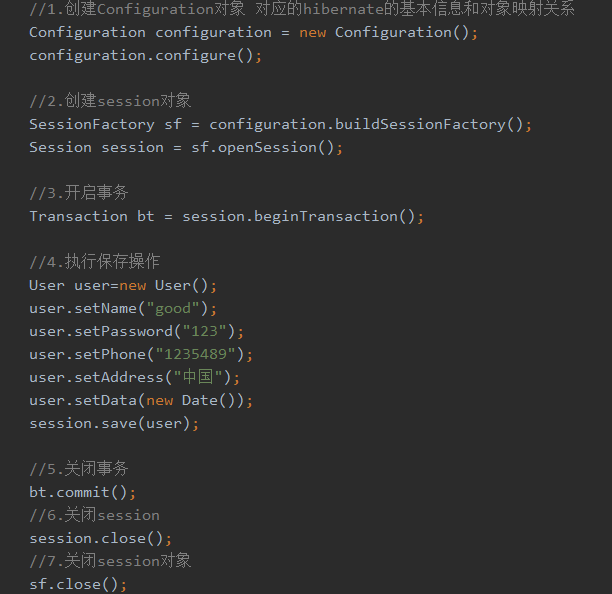 //1.创建Configuration对象 对应的hibernate的基本信息和对象映射关系
Configuration configuration = new Configuration();
configuration.configure();
//2.创建session对象
SessionFactory sf = configuration.buildSessionFactory();
Session session = sf.openSession();
//3.开启事务
Transaction bt = session.beginTransaction();
//4.执行保存操作
User user=new User();
user.setName("good");
user.setPassword("123");
user.setPhone("1235489");
user.setAddress("中国");
user.setData(new Date());
session.save(user);
//5.关闭事务
bt.commit();
//6.关闭session
session.close();
//7.关闭session对象
sf.close();